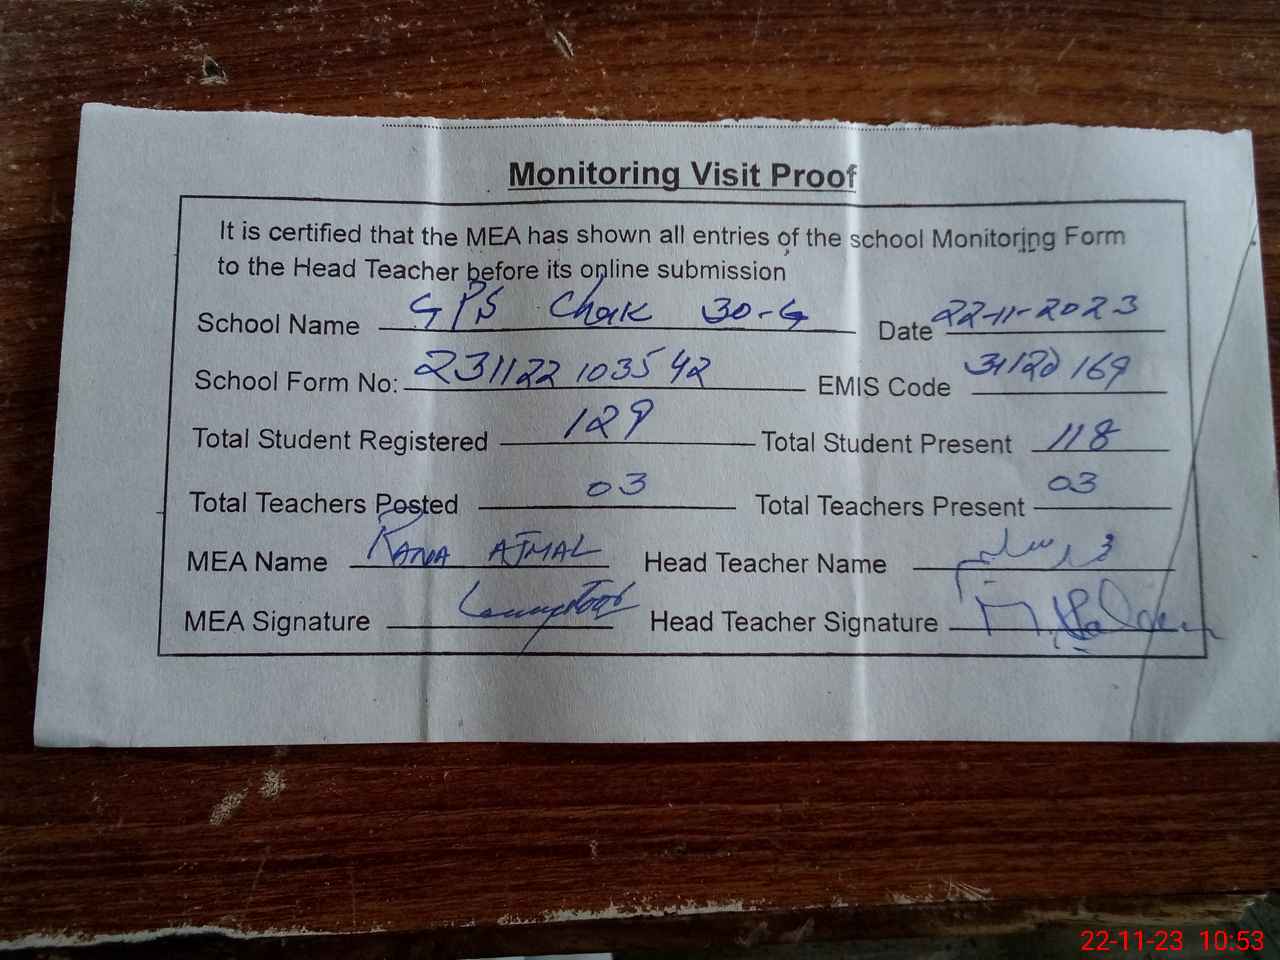 Monitoring Visit Proof
It is certified that the MEA has shown all entries of the school Monitoring Form
to the Head Teacher before its online submission
School Name GPS Chak 30-G Date 22-11-2023
School Form No: 231122103542 EMIS Code 31120169
Total Student Registered 129 Total Student Present 118
Total Teachers Posted 03 Total Teachers Present 03
MEA Name RANA AJMAL Head Teacher Name
MEA Signature Head Teacher Signature
22-11-23 10:53